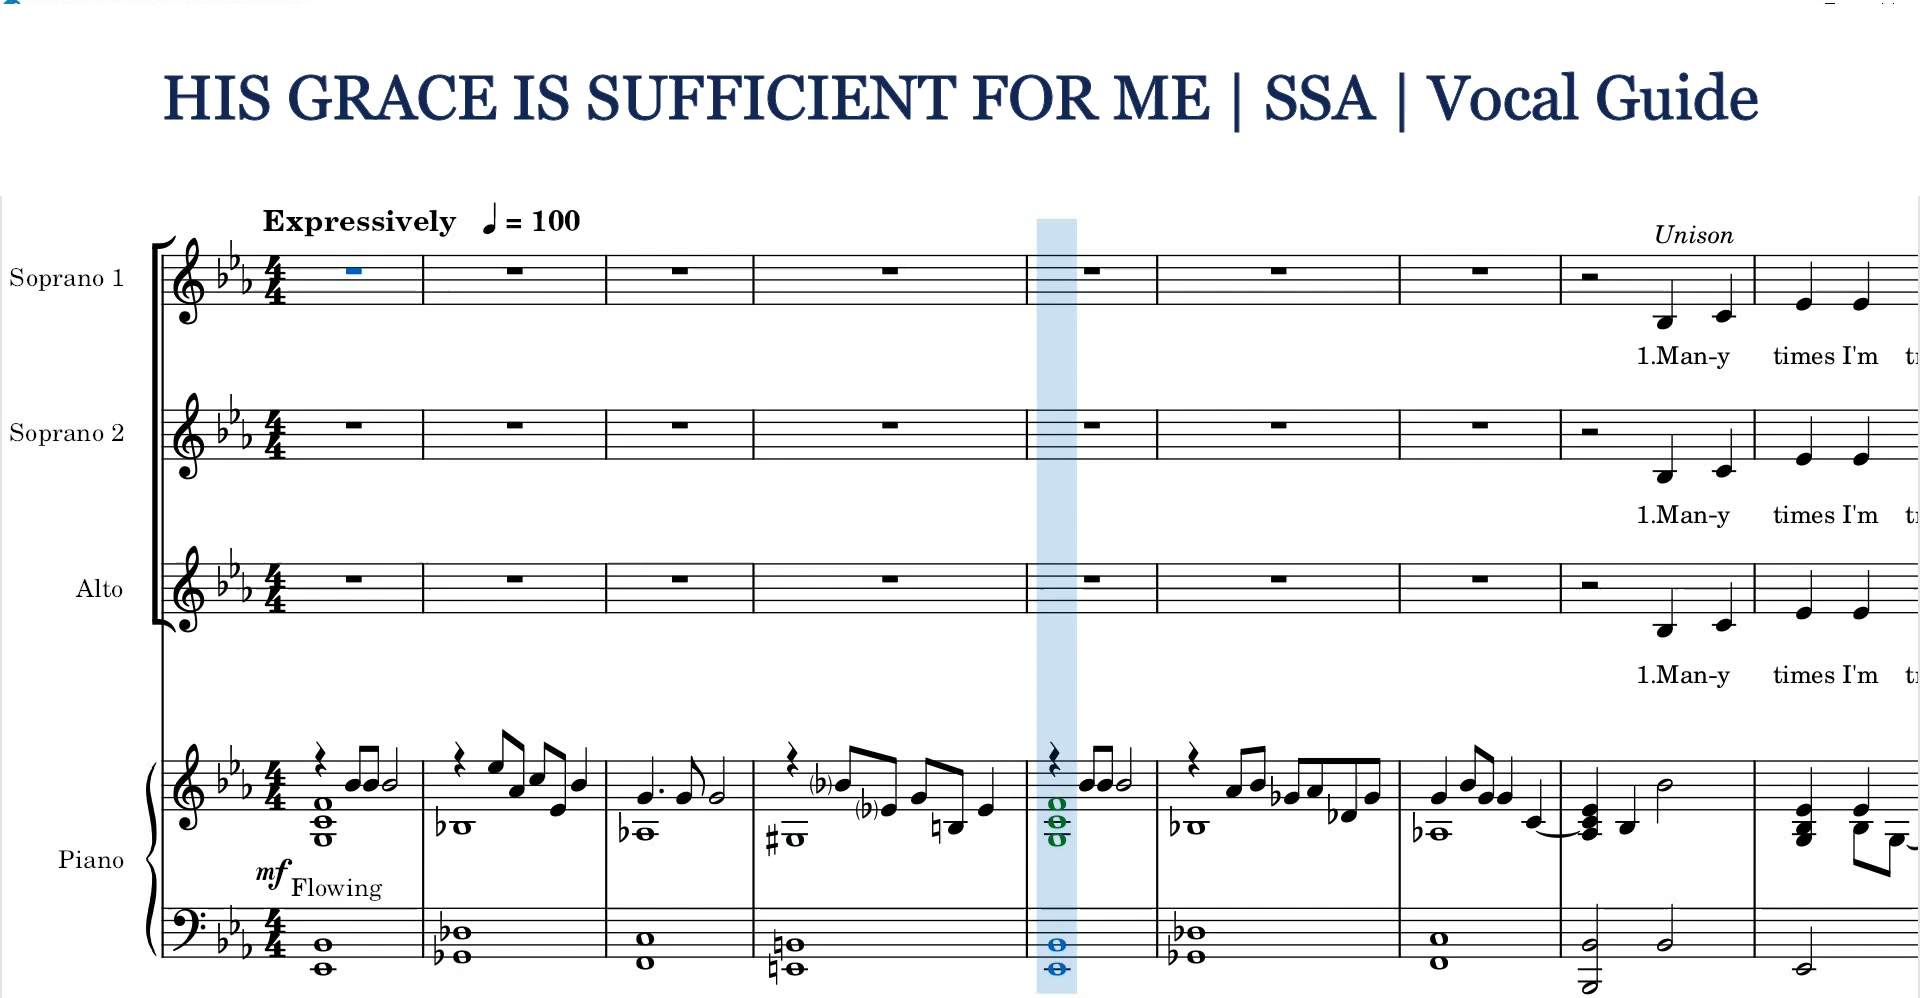 HIS GRACE IS SUFFICIENT FOR ME | SSA | Vocal Guide
Expressively ♩ = 100
Unison
Soprano 1
1.Man-y times I'm
Soprano 2
1.Man-y times I'm
Alto
1.Man-y times I'm
Piano
mf
Flowing